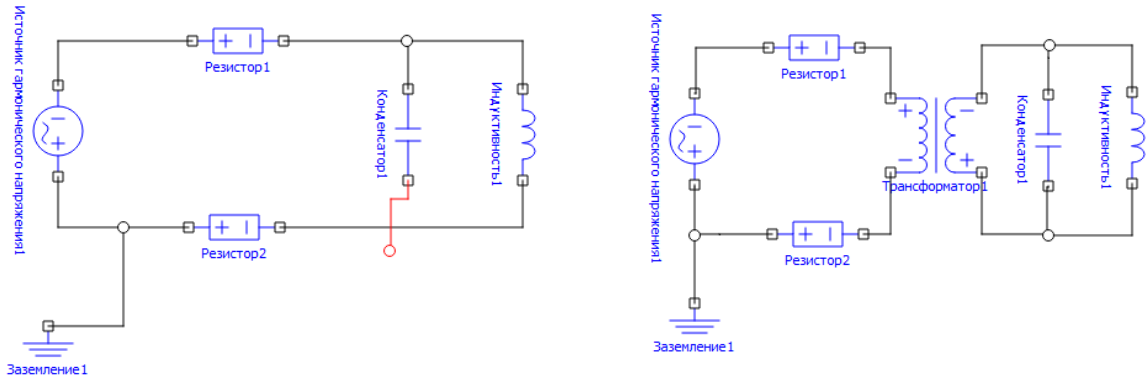 Источник гармонического напряжения1
Резистор1
Конденсатор1
Индуктивность1
Резистор2
Заземление1
Источник гармонического напряжения1
Резистор1
Трансформатор1
Конденсатор1
Индуктивность1
Резистор2
Заземление1